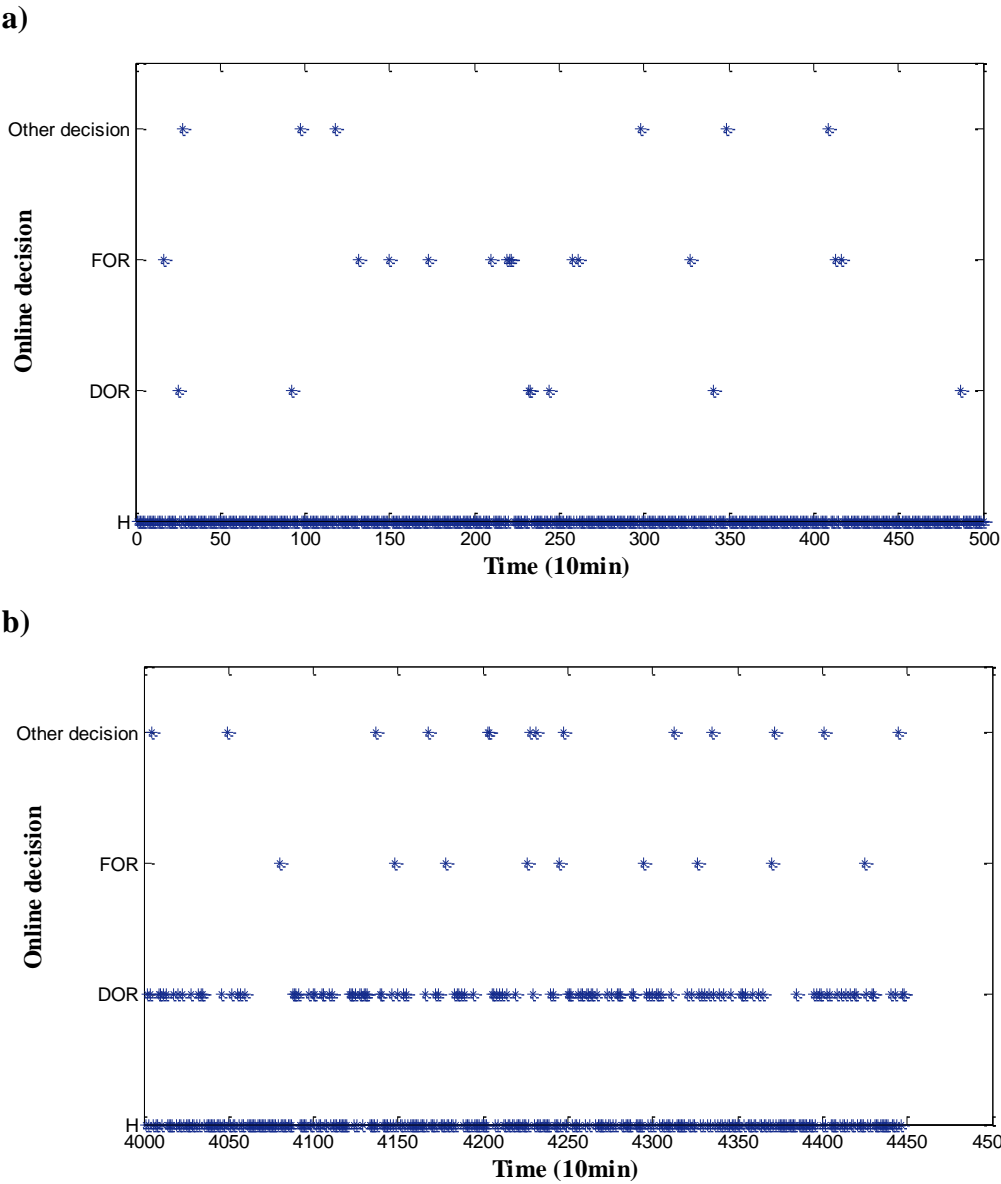 a)
Other decision
FOR
DOR
H
Online decision
0 50 100 150 200 250 300 350 400 450 500
Time (10min)
b)
Other decision
FOR
DOR
H
Online decision
4000 4050 4100 4150 4200 4250 4300 4350 4400 4450 4500
Time (10min)